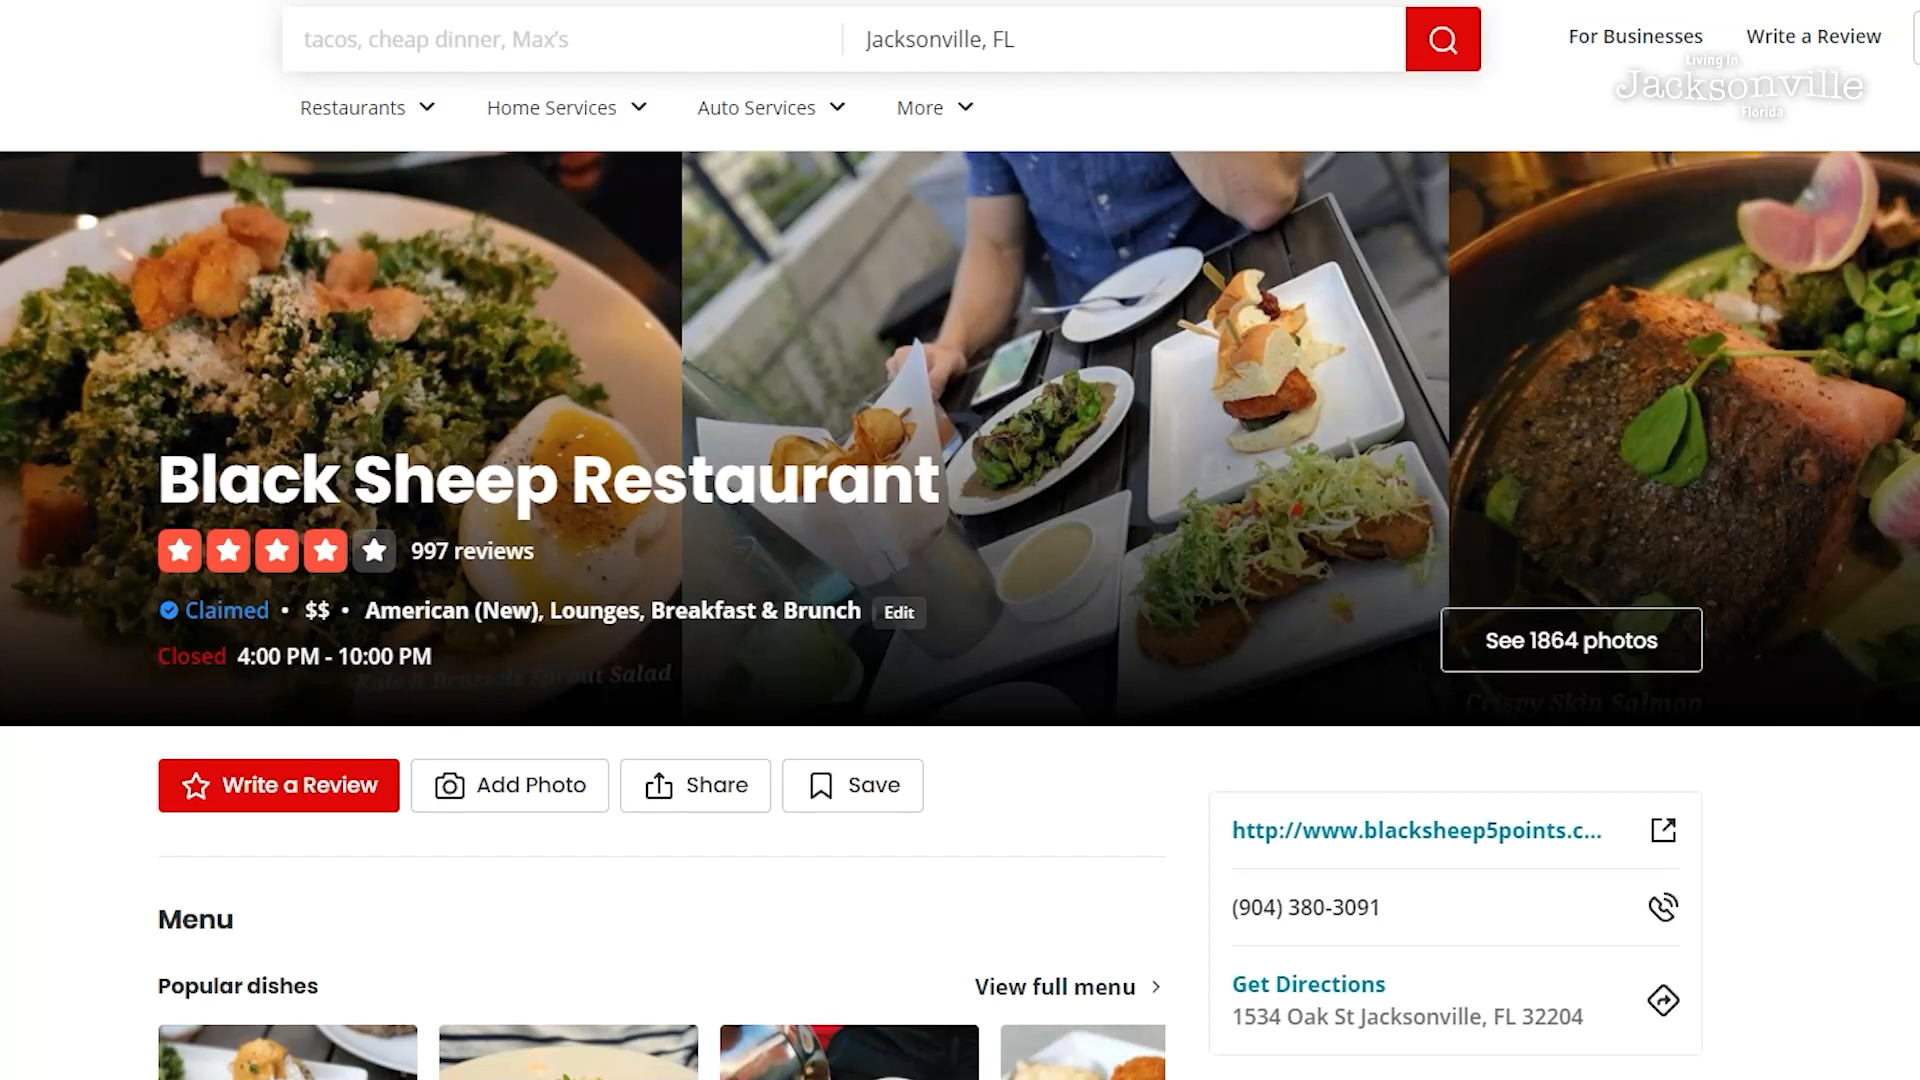 tacos, cheap dinner, Max's
Jacksonville, FL
For Businesses
Write a Review
Living In
Jacksonville
Florida
Restaurants
Home Services
Auto Services
More
Black Sheep Restaurant
997 reviews
Claimed • $$ • American (New), Lounges, Breakfast & Brunch Edit
Closed 4:00 PM - 10:00 PM
Kale & Brussels Sprout Salad
See 1864 photos
Crispy Skin Salmon
Write a Review
Add Photo
Share
Save
http://www.blacksheep5points.c...
(904) 380-3091
Get Directions
1534 Oak St Jacksonville, FL 32204
Menu
Popular dishes
View full menu